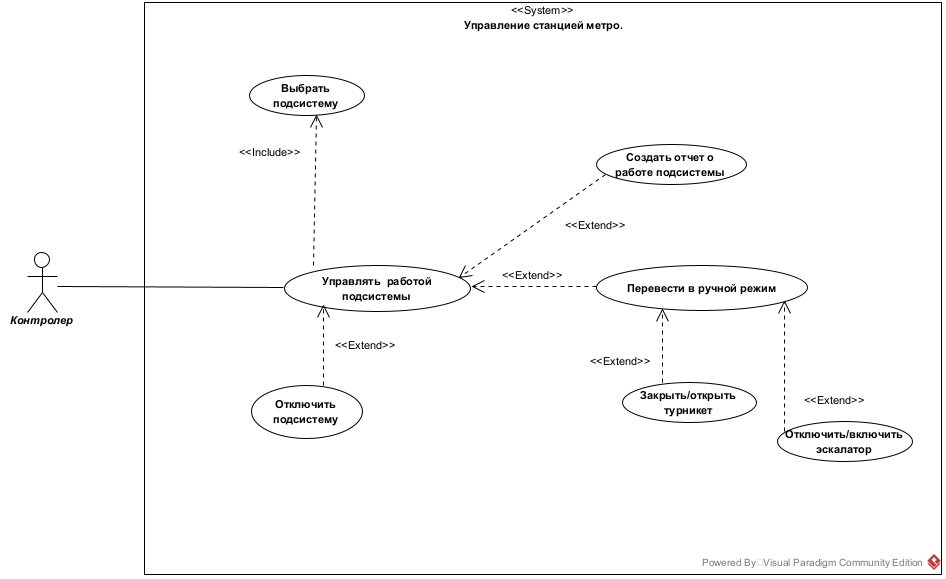 <<System>>
Управление станцией метро.
Выбрать
подсистему
<<Include>>
Создать отчет о
работе подсистемы
<<Extend>>
Контролер
Управлять работой
подсистемы
<<Extend>>
Перевести в ручной режим
<<Extend>>
Отключить
подсистему
<<Extend>>
Закрыть/открыть
турникет
<<Extend>>
Отключить/включить
эскалатор
Powered By Visual Paradigm Community Edition